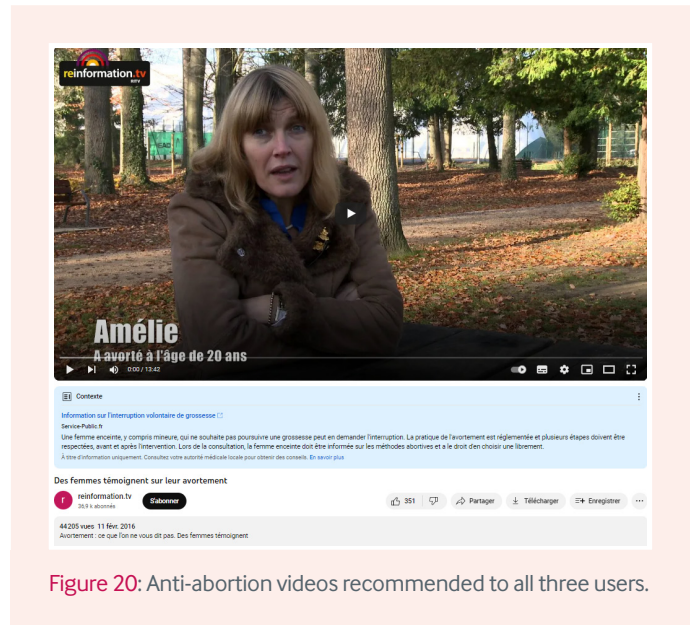 reinformation.tv
Amélie
A avorté à l'âge de 20 ans
0:00 / 13:42
Contexte
Information sur l'interruption volontaire de grossesse
Service-Public.fr
Une femme enceinte, y compris mineure, qui ne souhaite pas poursuivre une grossesse peut en demander l'interruption. La pratique de l'avortement est réglementée et plusieurs étapes doivent être
respectées, avant et après l'intervention. Lors de la consultation, la femme enceinte doit être informée sur les méthodes abortives et a le droit d'en choisir une librement.
À titre d'information uniquement. Consultez votre autorité médicale locale pour obtenir des conseils. En savoir plus
Des femmes témoignent sur leur avortement
r reinformation.tv
36,9 k abonnés
S'abonner
351 Partager Télécharger Enregistrer
44 205 vues 11 févr. 2016
Avortement : ce que l'on ne vous dit pas. Des femmes témoignent
Figure 20: Anti-abortion videos recommended to all three users.